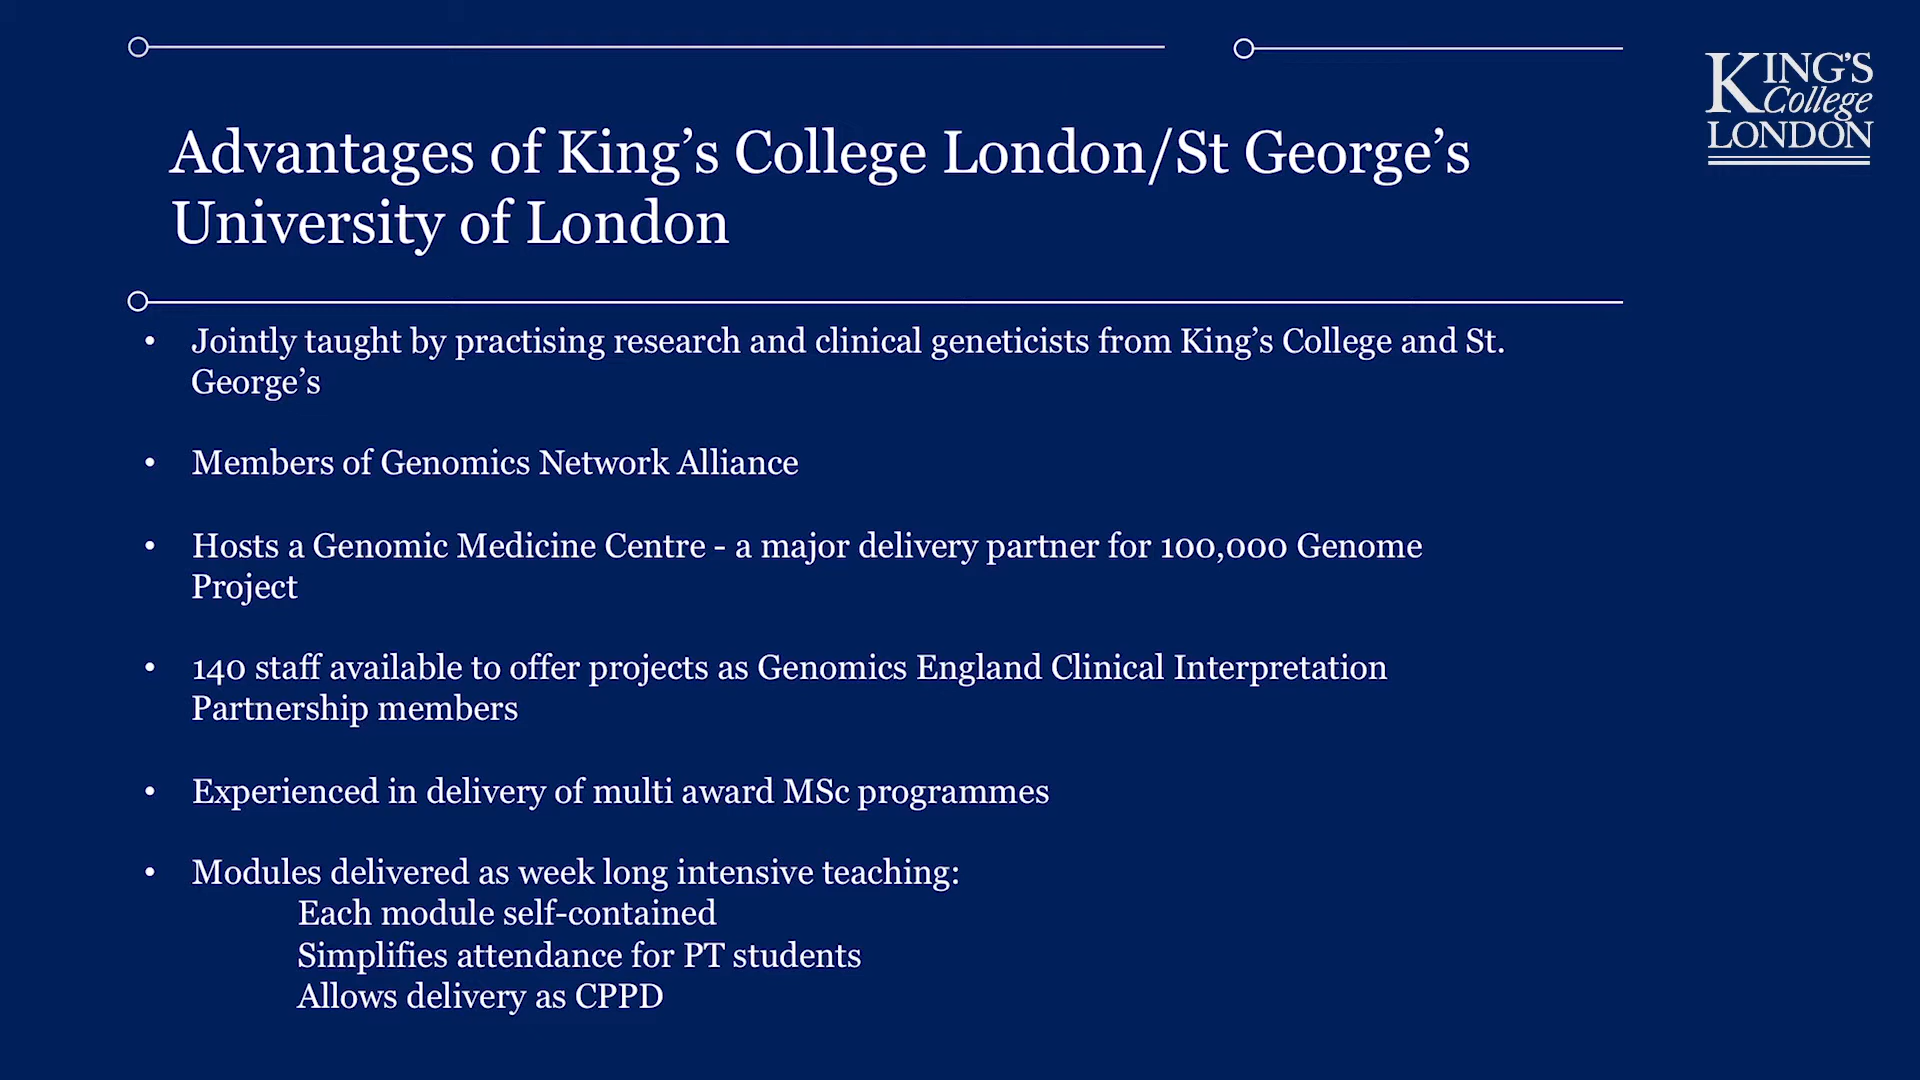 KING'S
College
LONDON
Advantages of King’s College London/St George’s
University of London
• Jointly taught by practising research and clinical geneticists from King’s College and St.
George’s
• Members of Genomics Network Alliance
• Hosts a Genomic Medicine Centre - a major delivery partner for 100,000 Genome
Project
• 140 staff available to offer projects as Genomics England Clinical Interpretation
Partnership members
• Experienced in delivery of multi award MSc programmes
• Modules delivered as week long intensive teaching:
Each module self-contained
Simplifies attendance for PT students
Allows delivery as CPPD